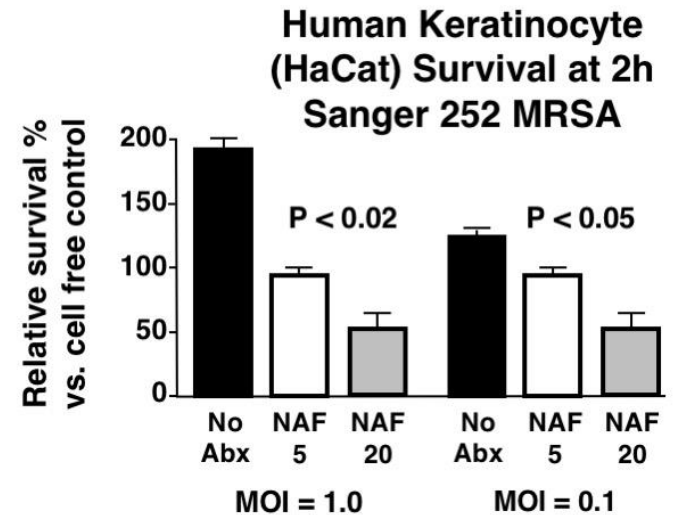 Human Keratinocyte
(HaCat) Survival at 2h
Sanger 252 MRSA
Relative survival %
vs. cell free control
200
150
100
50
0
P < 0.02
P < 0.05
No Abx
NAF 5
NAF 20
No Abx
NAF 5
NAF 20
MOI = 1.0
MOI = 0.1